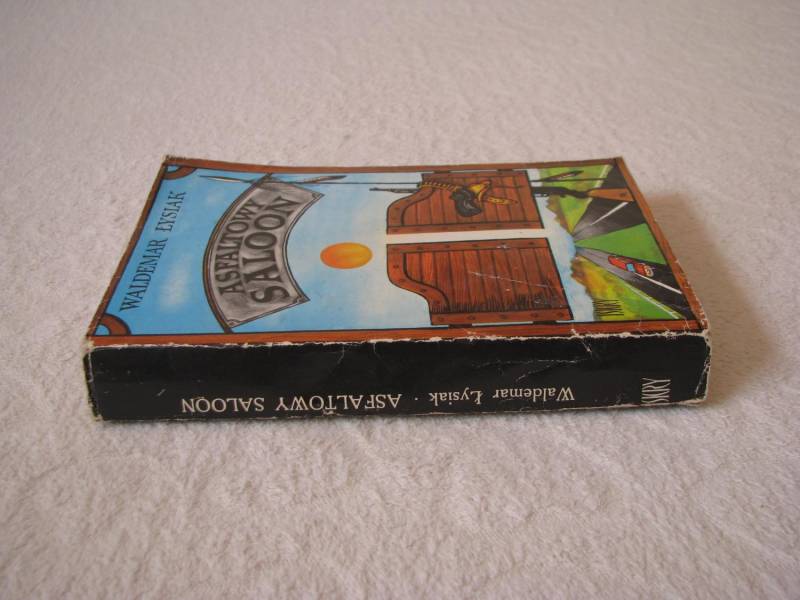 WALDEMAR ŁYSIAK
ASFALTOWY
SALOON
ISKRY
Waldemar Łysiak · ASFALTOWY SALOON
ISKRY